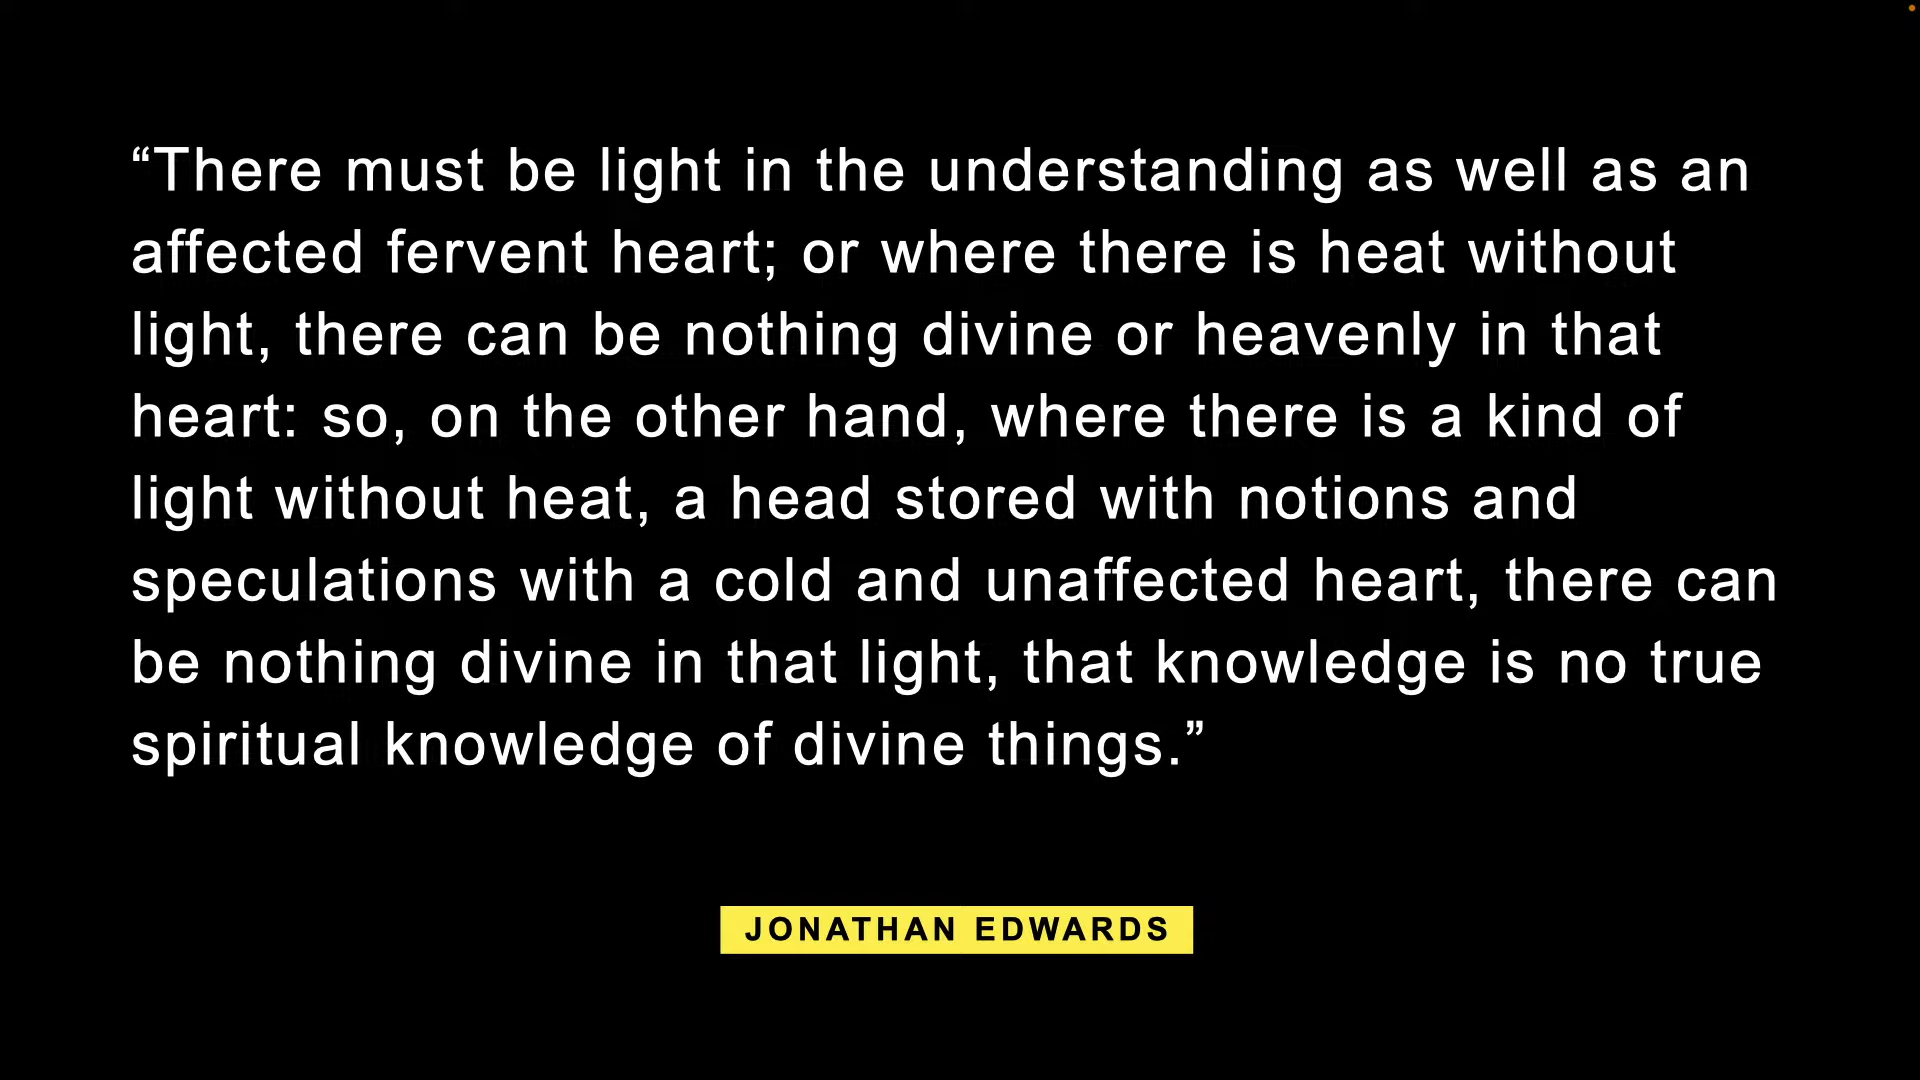 “There must be light in the understanding as well as an
affected fervent heart; or where there is heat without
light, there can be nothing divine or heavenly in that
heart: so, on the other hand, where there is a kind of
light without heat, a head stored with notions and
speculations with a cold and unaffected heart, there can
be nothing divine in that light, that knowledge is no true
spiritual knowledge of divine things.”
JONATHAN EDWARDS